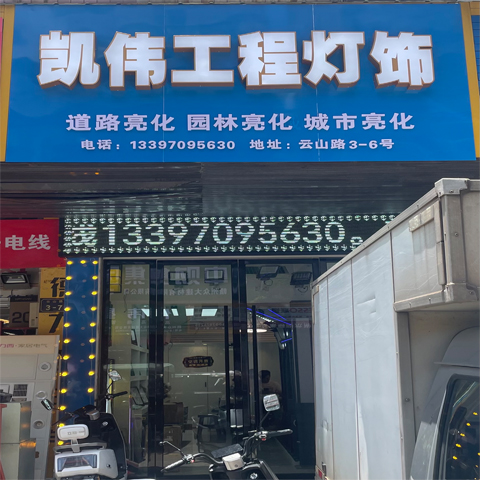 凯伟工程灯饰
道路亮化 园林亮化 城市亮化
电话：13397095630 地址：云山路3-6号
13397095630
电线